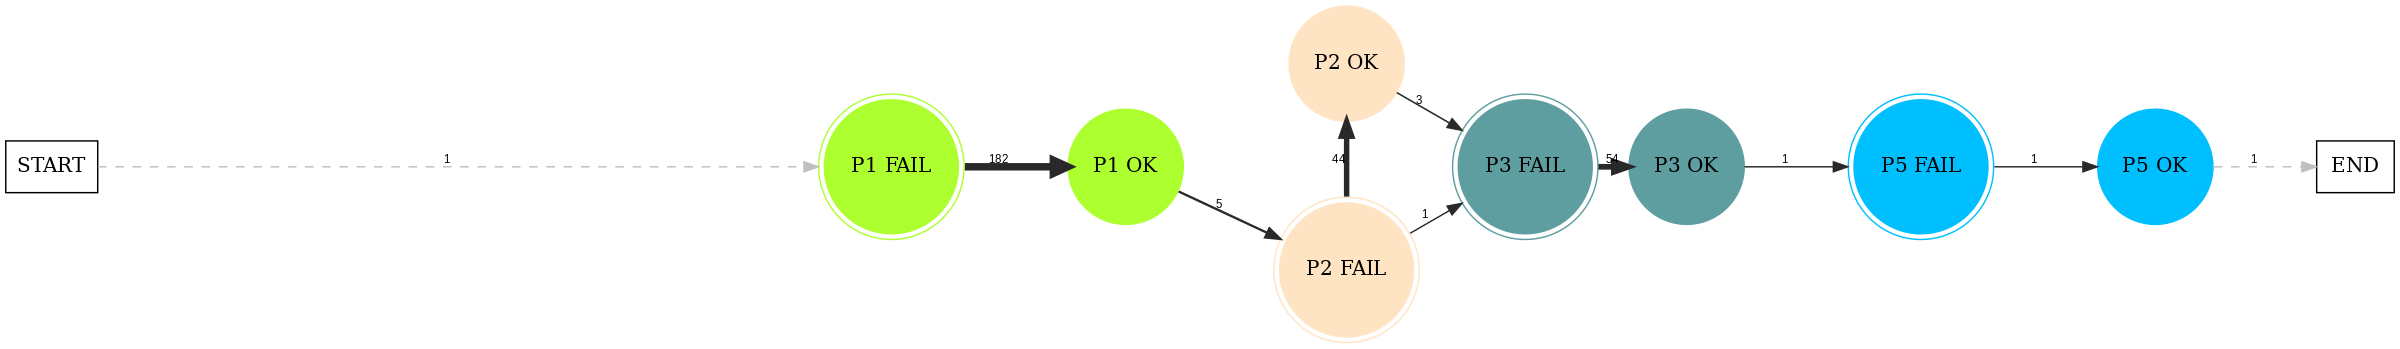 START
1
P1 FAIL
182
P1 OK
5
P2 OK
44
P2 FAIL
3
1
P3 FAIL
54
P3 OK
1
P5 FAIL
1
P5 OK
1
END